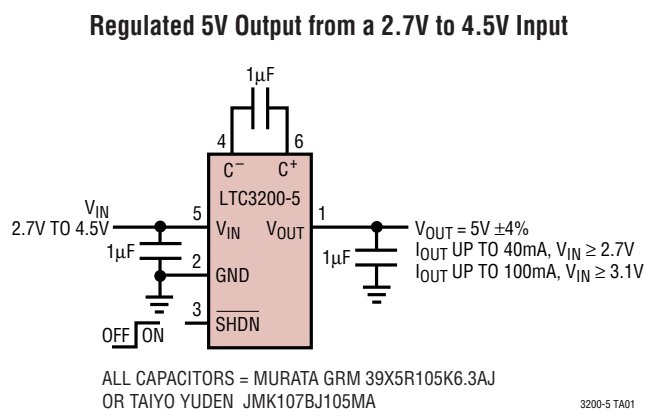 Regulated 5V Output from a 2.7V to 4.5V Input
1µF
4
6
C–
C+
LTC3200-5
VIN
2.7V TO 4.5V
5
VIN
VOUT
1
VOUT = 5V ±4%
IOUT UP TO 40mA, VIN ≥ 2.7V
IOUT UP TO 100mA, VIN ≥ 3.1V
1µF
1µF
2
GND
3
SHDN
OFF ON
ALL CAPACITORS = MURATA GRM 39X5R105K6.3AJ
OR TAIYO YUDEN JMK107BJ105MA
3200-5 TA01